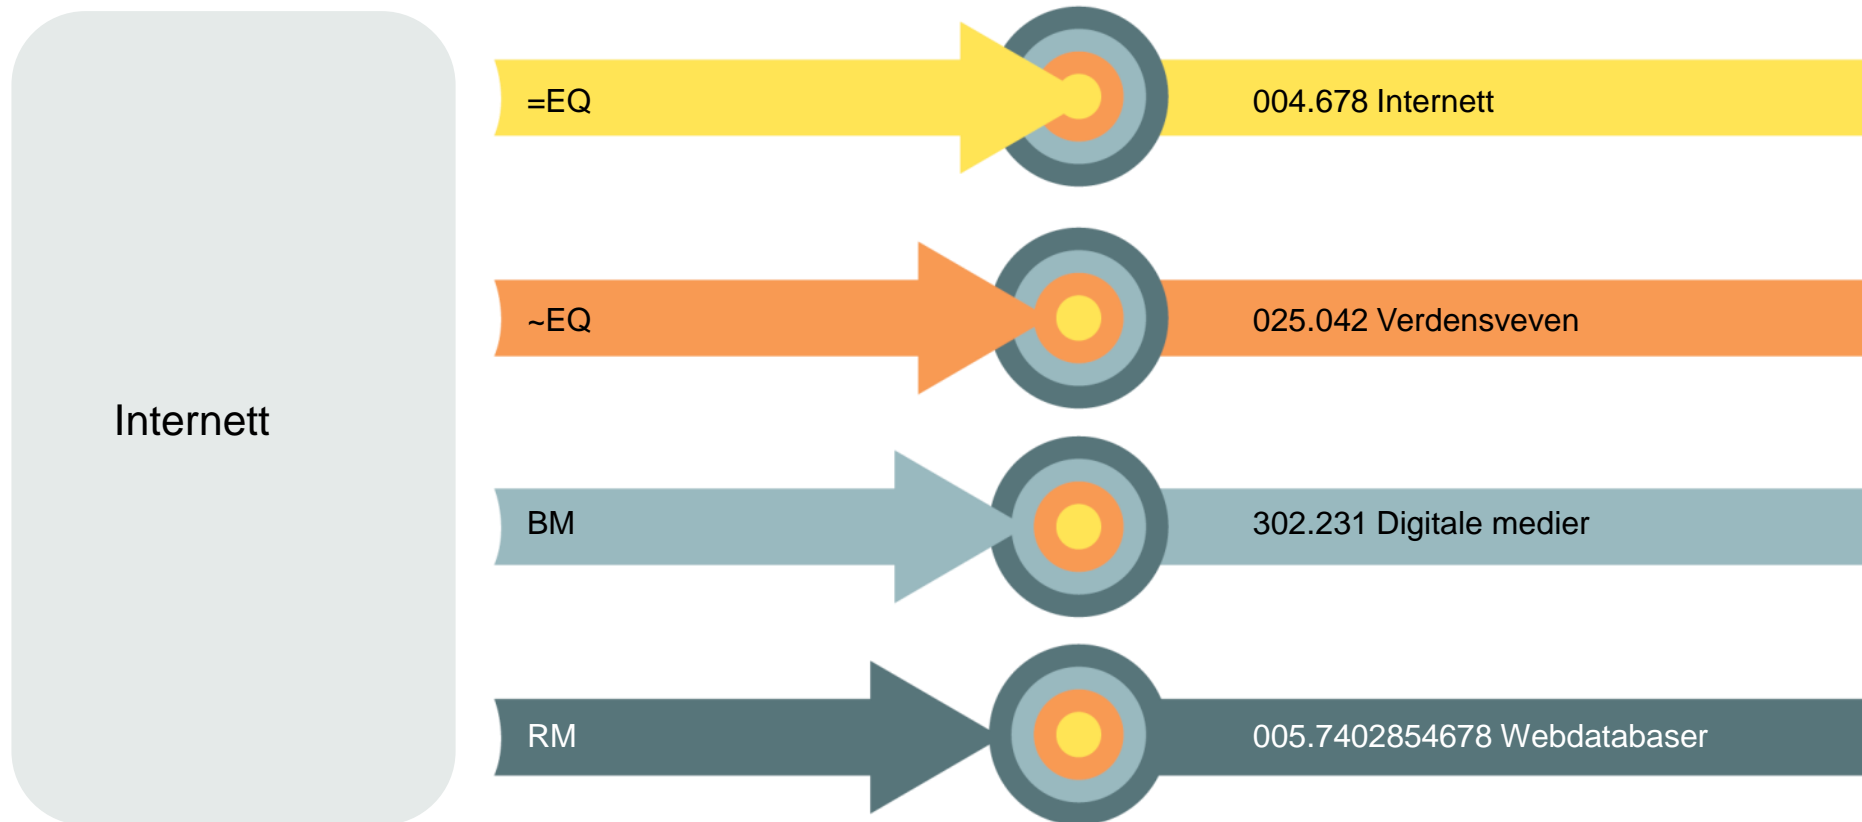 Internett
=EQ
004.678 Internett
~EQ
025.042 Verdensveven
BM
302.231 Digitale medier
RM
005.7402854678 Webdatabaser